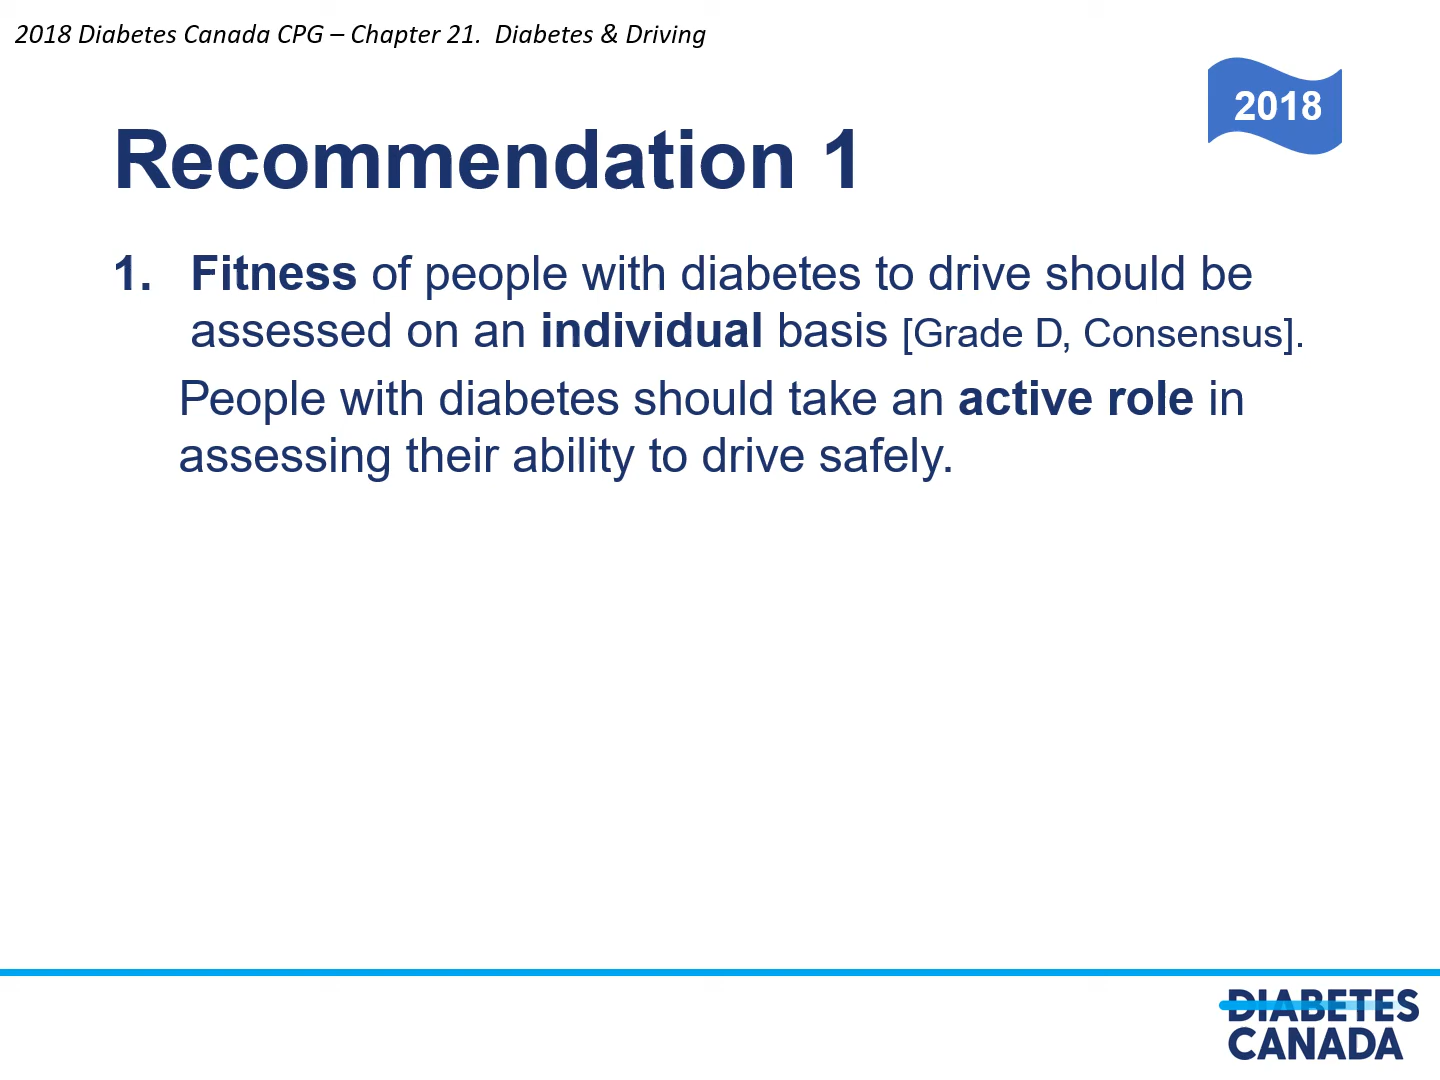 2018 Diabetes Canada CPG – Chapter 21. Diabetes & Driving
2018
Recommendation 1
1. Fitness of people with diabetes to drive should be
assessed on an individual basis [Grade D, Consensus].
People with diabetes should take an active role in
assessing their ability to drive safely.
DIABETES
CANADA